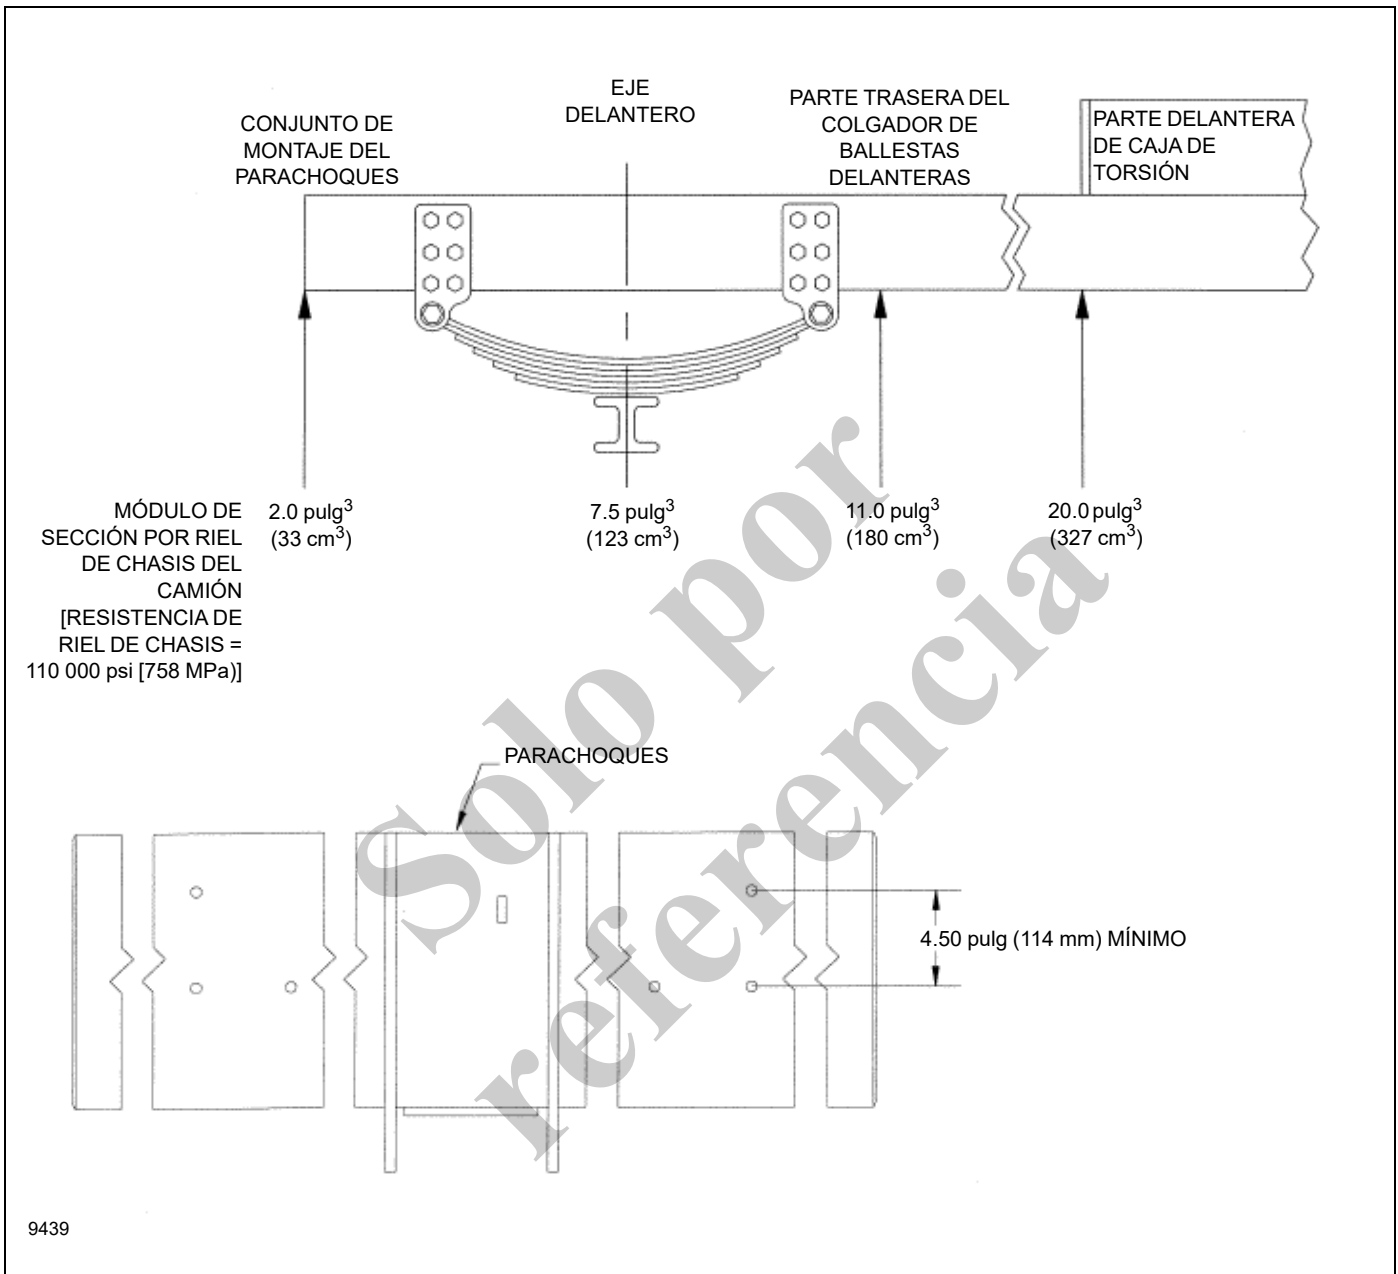 EJE
DELANTERO
CONJUNTO DE
MONTAJE DEL
PARACHOQUES
PARTE TRASERA DEL
COLGADOR DE
BALLESTAS
DELANTERAS
PARTE DELANTERA
DE CAJA DE
TORSIÓN
MÓDULO DE
SECCIÓN POR RIEL
DE CHASIS DEL
CAMIÓN
[RESISTENCIA DE
RIEL DE CHASIS =
110 000 psi [758 MPa)]
2.0 pulg³
(33 cm³)
7.5 pulg³
(123 cm³)
11.0 pulg³
(180 cm³)
20.0 pulg³
(327 cm³)
PARACHOQUES
4.50 pulg (114 mm) MÍNIMO
Solo por
referencia
9439